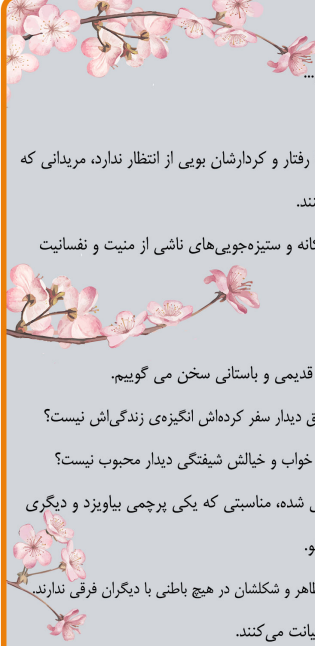 ...
رفتار و کردارشان بویی از انتظار ندارد، مریدانی که
نند.
کانه و ستیزه‌جویی‌های ناشی از منیت و نفسانیت
قدیمی و باستانی سخن می گوییم.
ق دیدار سفر کرده‌اش انگیزه‌ی زندگی‌اش نیست؟
خواب و خیالش شیفتگی دیدار محبوب نیست؟
ی شده، مناسبتی که یکی پرچمی بیاویزد و دیگری
و.
ظاهر و شکلشان در هیچ باطنی با دیگران فرقی ندارند.
یانت می‌کنند.